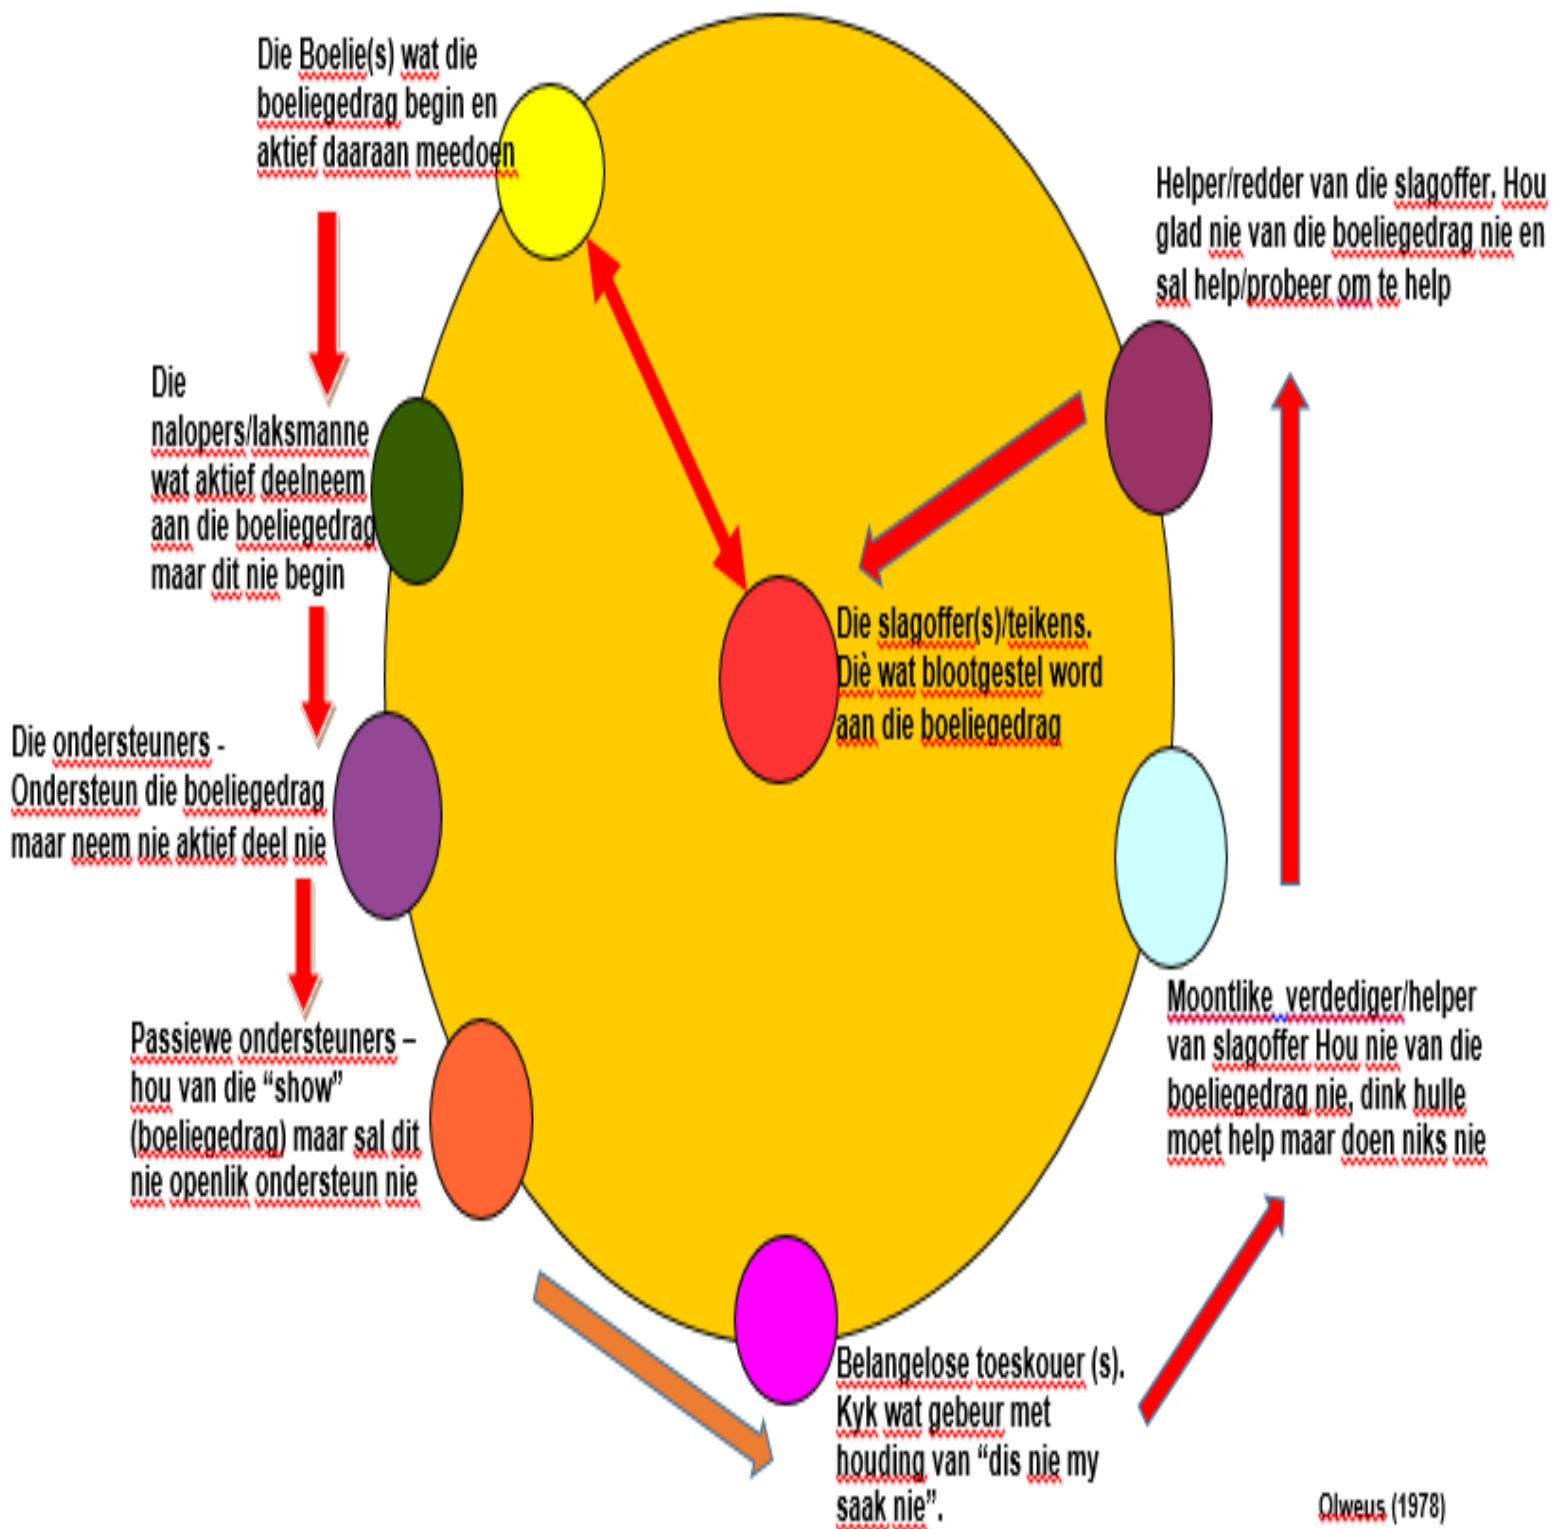 Die Boelie(s) wat die
boeliegedrag begin en
aktief daaraan meedoen
Die
nalopers/laksmanne
wat aktief deelneem
aan die boeliegedrag
maar dit nie begin
Die ondersteuners -
Ondersteun die boeliegedrag
maar neem nie aktief deel nie
Passiewe ondersteuners –
hou van die “show”
(boeliegedrag) maar sal dit
nie openlik ondersteun nie
Belangelose toeskouer (s).
Kyk wat gebeur met
houding van “dis nie my
saak nie”.
Moontlike verdediger/helper
van slagoffer Hou nie van die
boeliegedrag nie, dink hulle
moet help maar doen niks nie
Helper/redder van die slagoffer. Hou
glad nie van die boeliegedrag nie en
sal help/probeer om te help
Die slagoffer(s)/teikens.
Diè wat blootgestel word
aan die boeliegedrag
Olweus (1978)